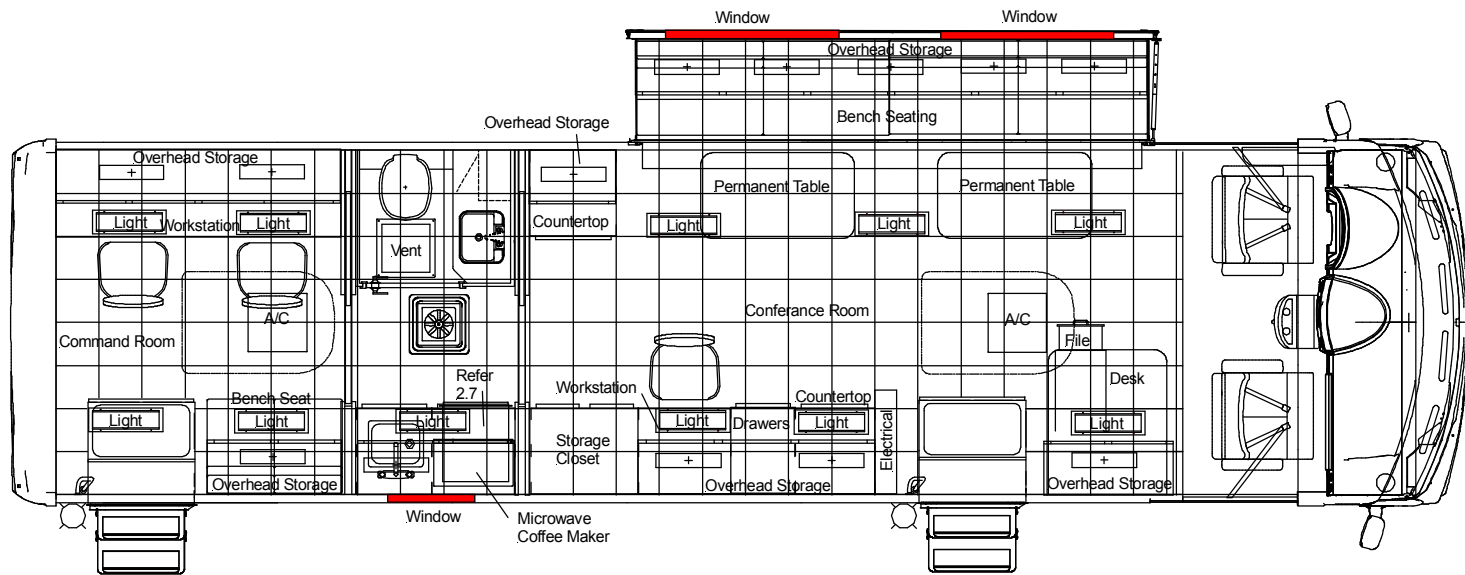 Window
Window
Overhead Storage
Bench Seating
Overhead Storage
Overhead Storage
Permanent Table
Permanent Table
Light
Workstation
Light
Countertop
Light
Light
Light
Vent
A/C
Command Room
Conferance Room
A/C
File
Desk
Refer
2.7
Bench Seat
Workstation
Countertop
Light
Light
Light
Light
Drawers
Light
Light
Storage
Closet
Electrical
Overhead Storage
Overhead Storage
Overhead Storage
Window
Microwave
Coffee Maker